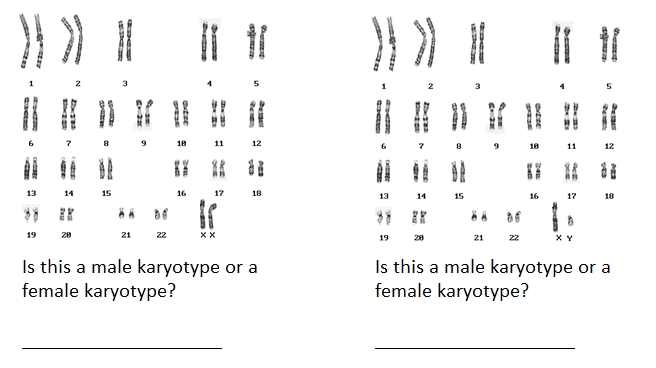 1 2 3 4 5
6 7 8 9 10 11 12
13 14 15 16 17 18
19 20 21 22 X X
Is this a male karyotype or a
female karyotype?
1 2 3 4 5
6 7 8 9 10 11 12
13 14 15 16 17 18
19 20 21 22 X Y
Is this a male karyotype or a
female karyotype?